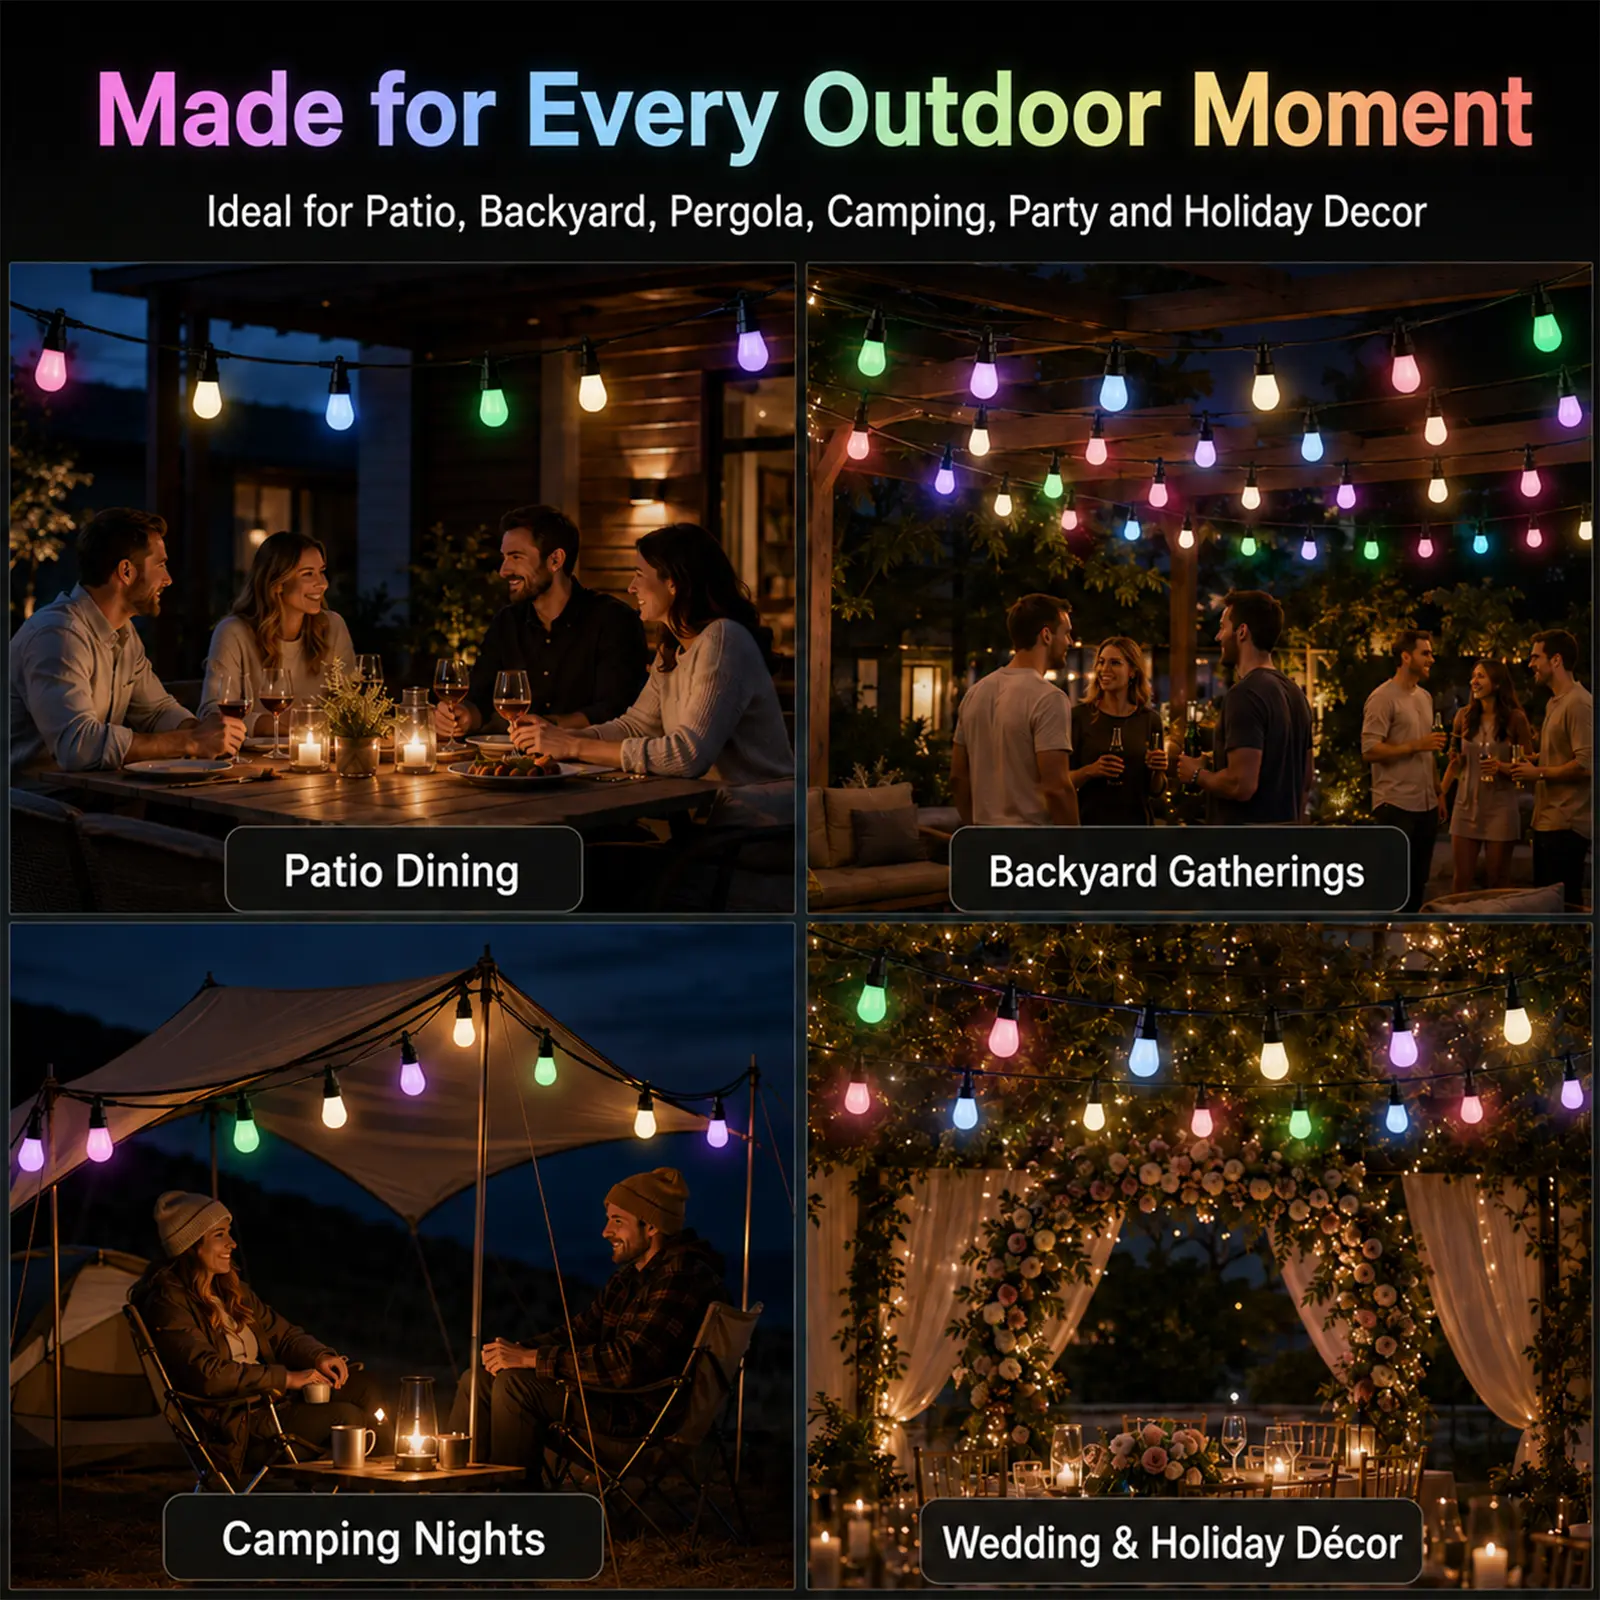 Made for Every Outdoor Moment
Ideal for Patio, Backyard, Pergola, Camping, Party and Holiday Decor
Patio Dining
Backyard Gatherings
Camping Nights
Wedding & Holiday Décor